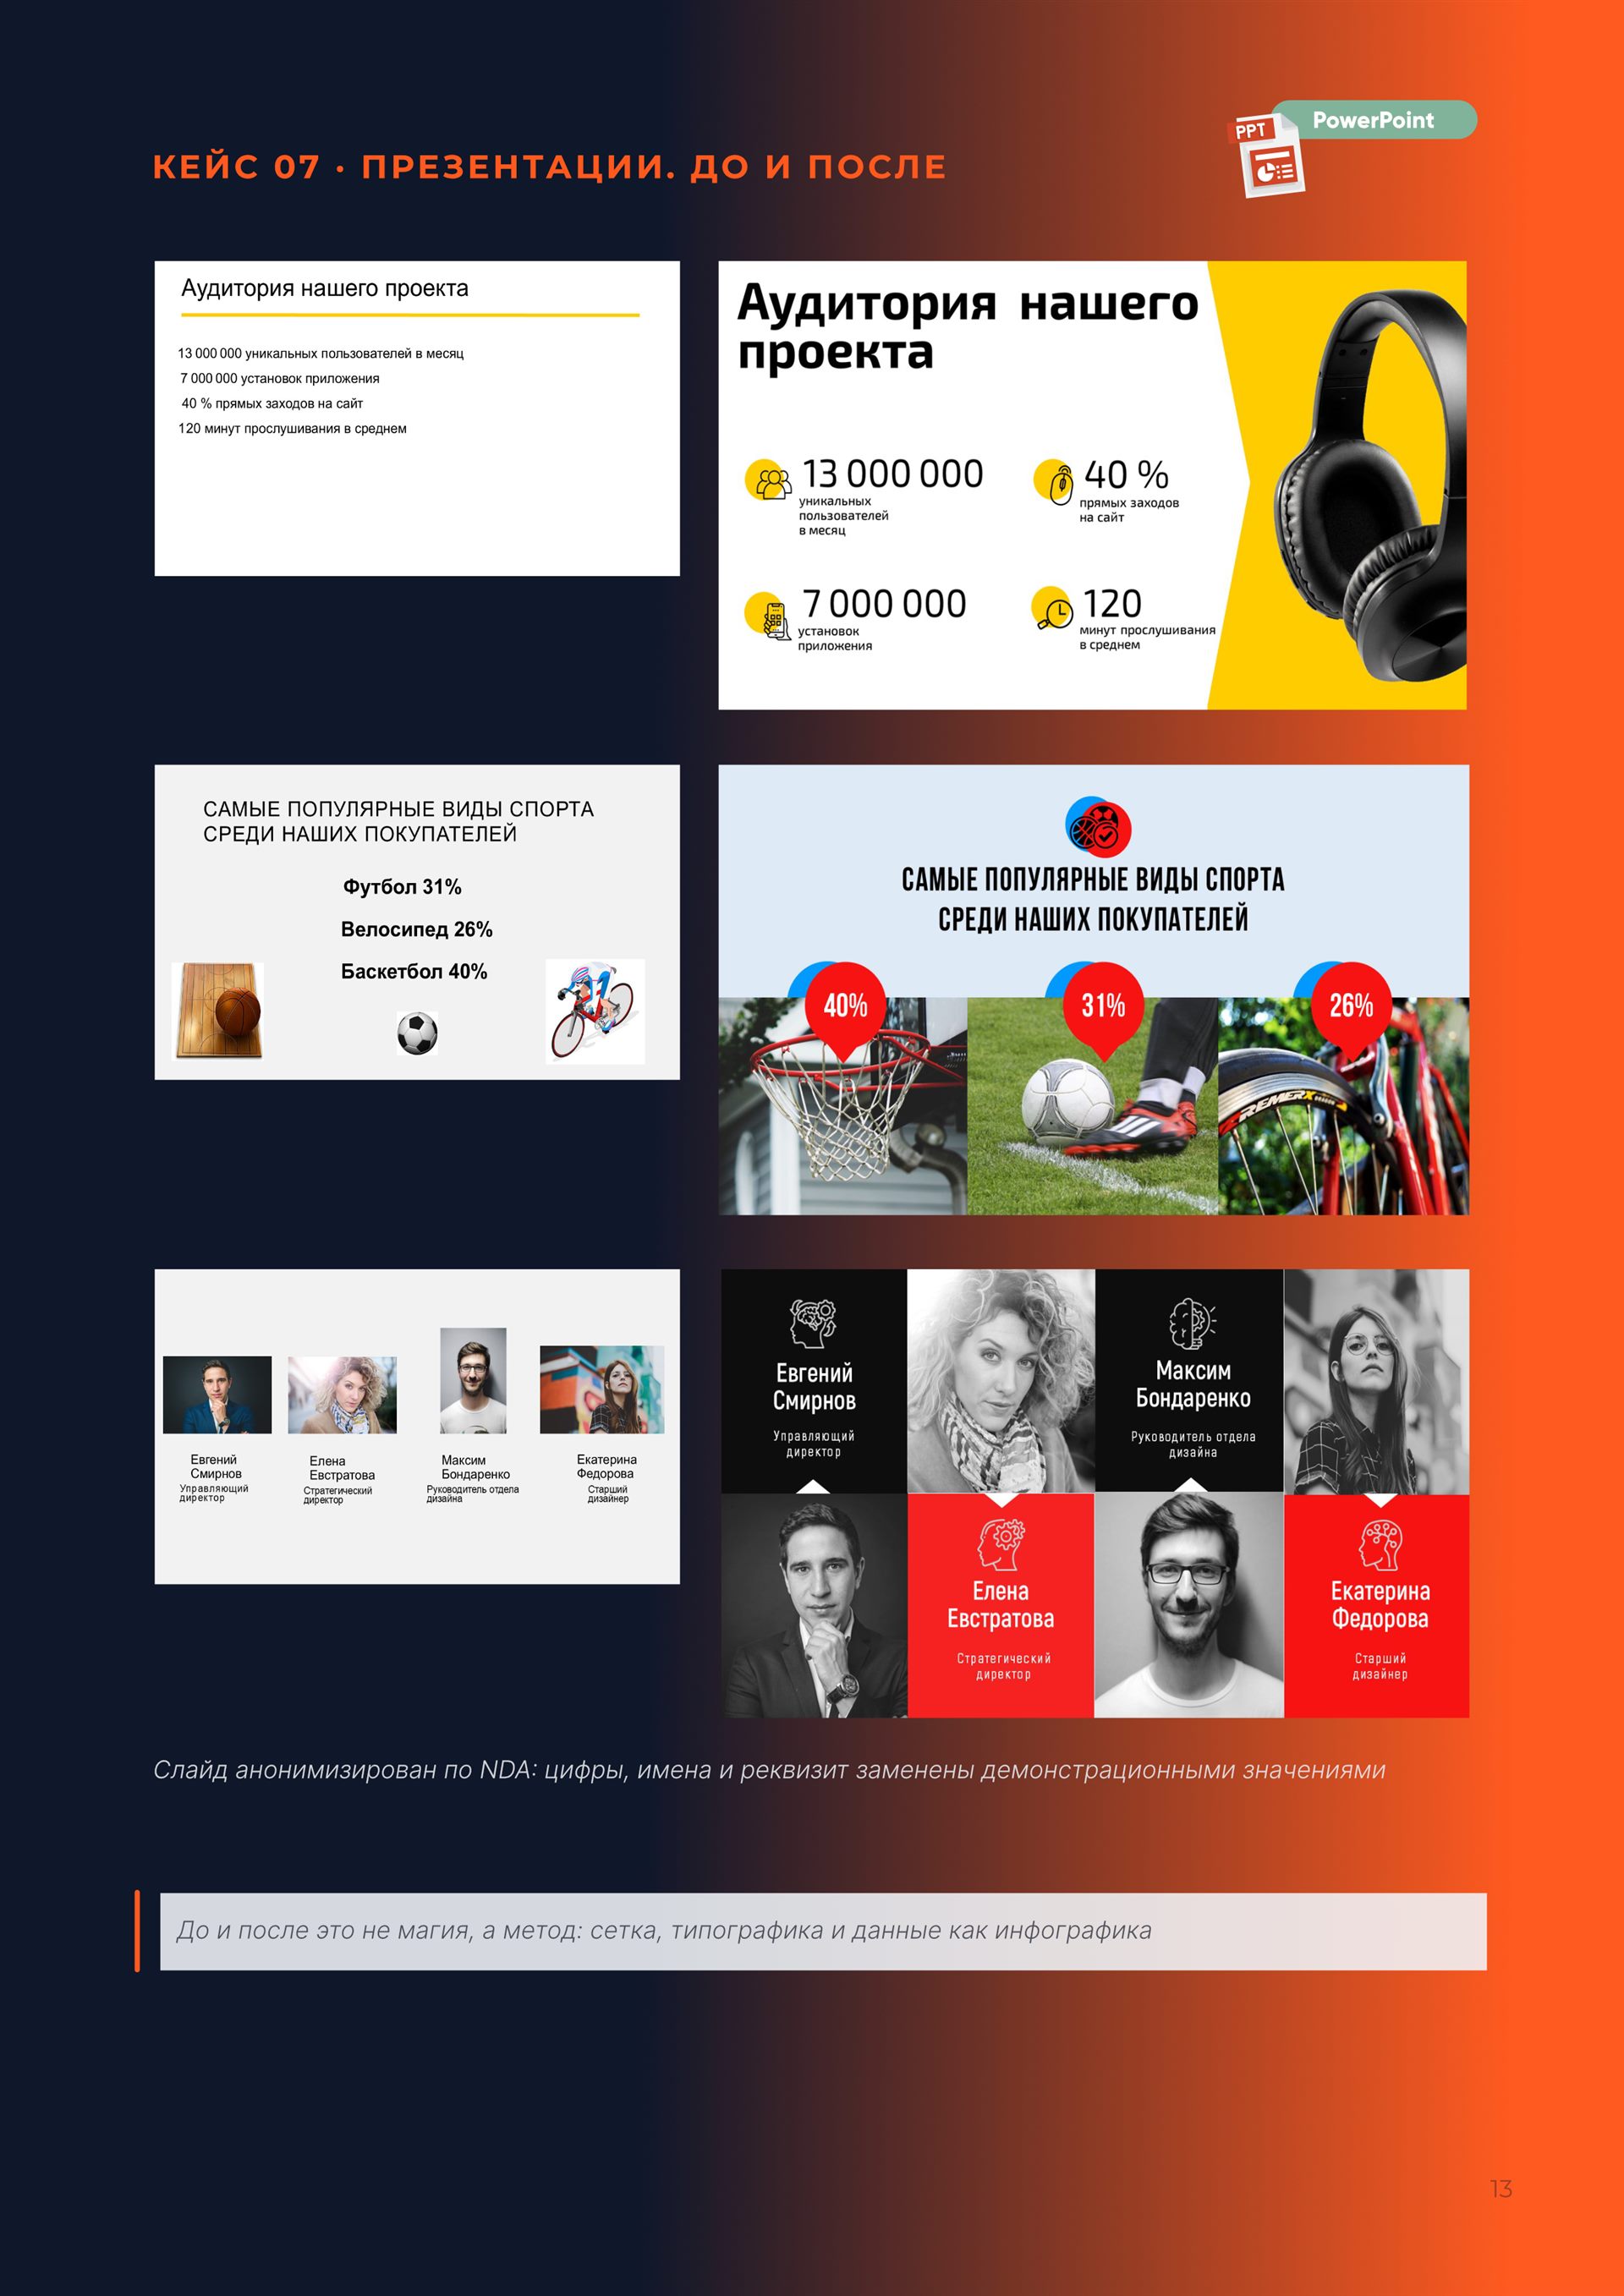 PPT
PowerPoint
КЕЙС 07 · ПРЕЗЕНТАЦИИ. ДО И ПОСЛЕ
Аудитория нашего проекта
13 000 000 уникальных пользователей в месяц
7 000 000 установок приложения
40 % прямых заходов на сайт
120 минут прослушивания в среднем
Аудитория нашего
проекта
13 000 000
уникальных
пользователей
в месяц
40 %
прямых заходов
на сайт
7 000 000
установок
приложения
120
минут прослушивания
в среднем
САМЫЕ ПОПУЛЯРНЫЕ ВИДЫ СПОРТА
СРЕДИ НАШИХ ПОКУПАТЕЛЕЙ
Футбол 31%
Велосипед 26%
Баскетбол 40%
САМЫЕ ПОПУЛЯРНЫЕ ВИДЫ СПОРТА
СРЕДИ НАШИХ ПОКУПАТЕЛЕЙ
40%
31%
26%
REMERX
Евгений
Смирнов
Управляющий
директор
Елена
Евстратова
Стратегический
директор
Максим
Бондаренко
Руководитель отдела
дизайна
Екатерина
Федорова
Старший
дизайнер
Евгений
Смирнов
Управляющий
директор
Максим
Бондаренко
Руководитель отдела
дизайна
Елена
Евстратова
Стратегический
директор
Екатерина
Федорова
Старший
дизайнер
Слайд анонимизирован по NDA: цифры, имена и реквизит заменены демонстрационными значениями
До и после это не магия, а метод: сетка, типографика и данные как инфографика
13